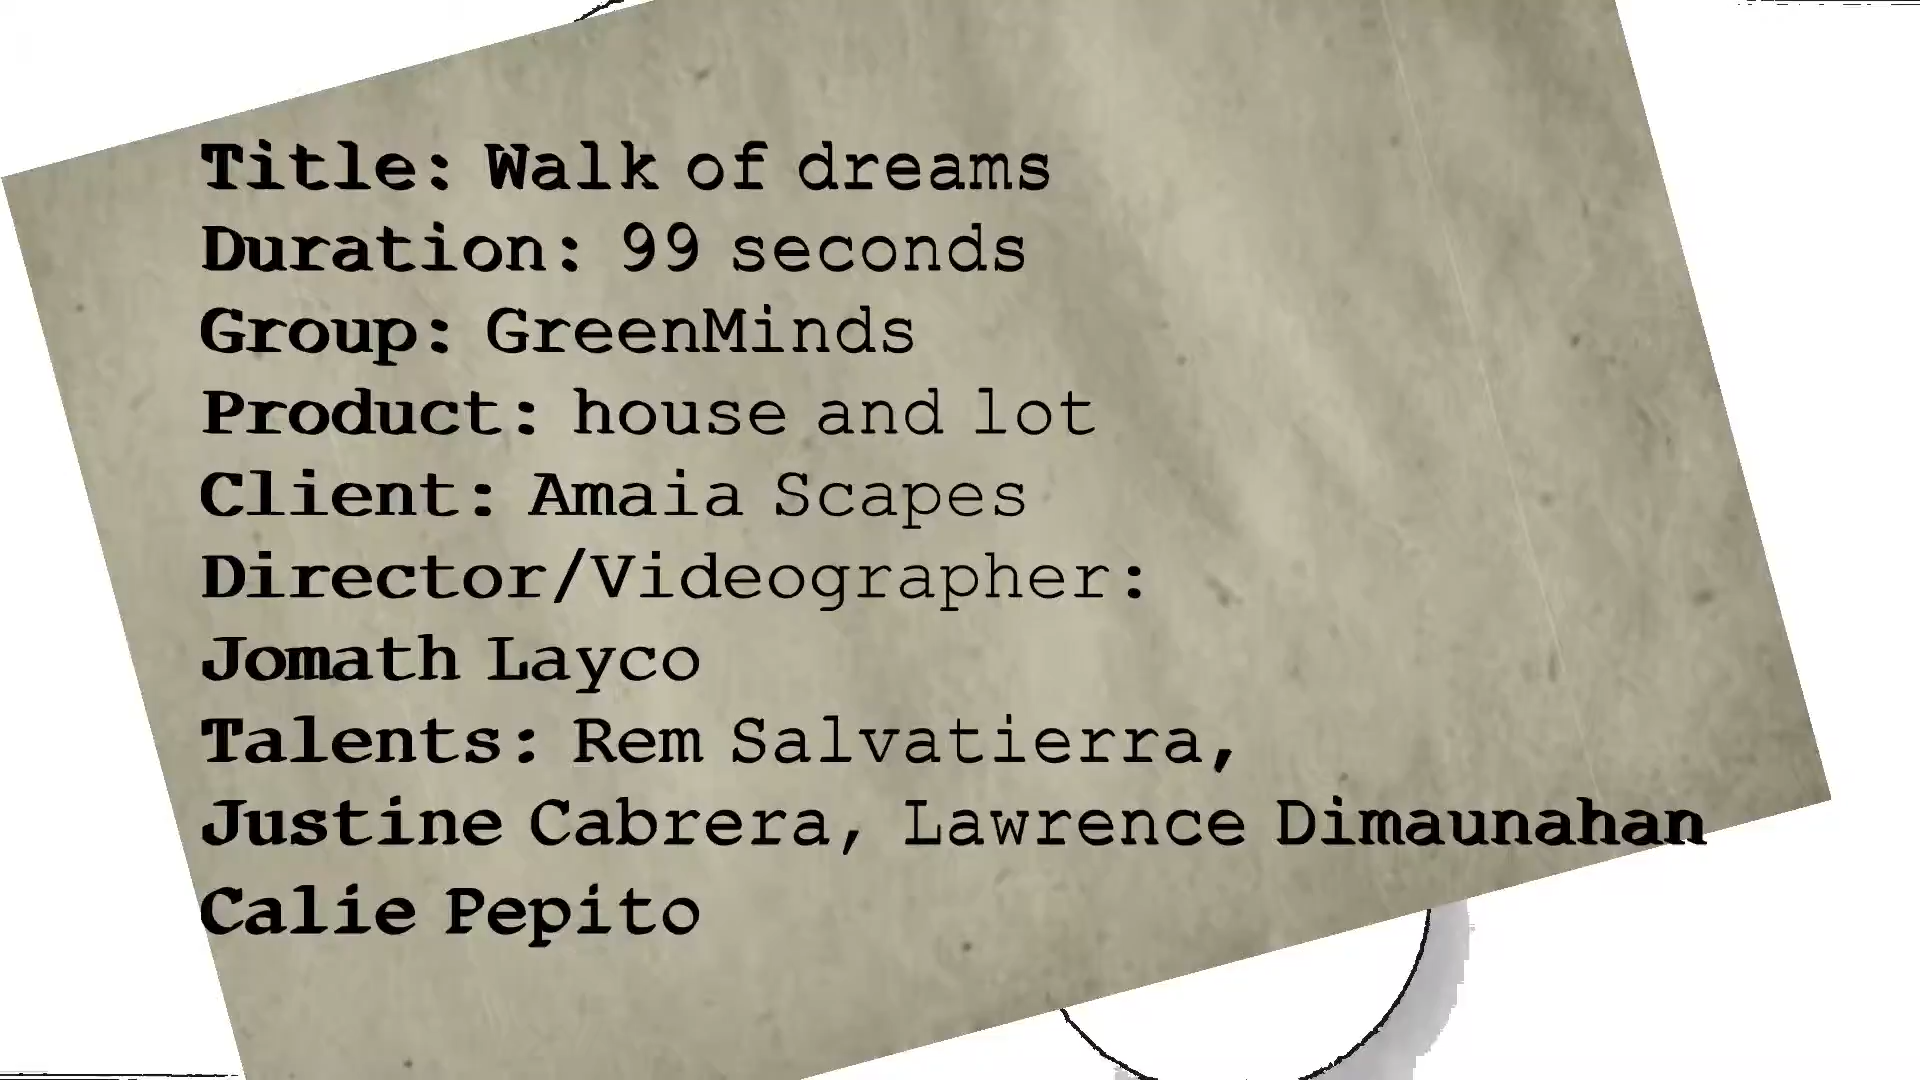 Title: Walk of dreams
Duration: 99 seconds
Group: GreenMinds
Product: house and lot
Client: Amaia Scapes
Director/Videographer:
Jomath Layco
Talents: Rem Salvatierra,
Justine Cabrera, Lawrence Dimaunahan
Calie Pepito